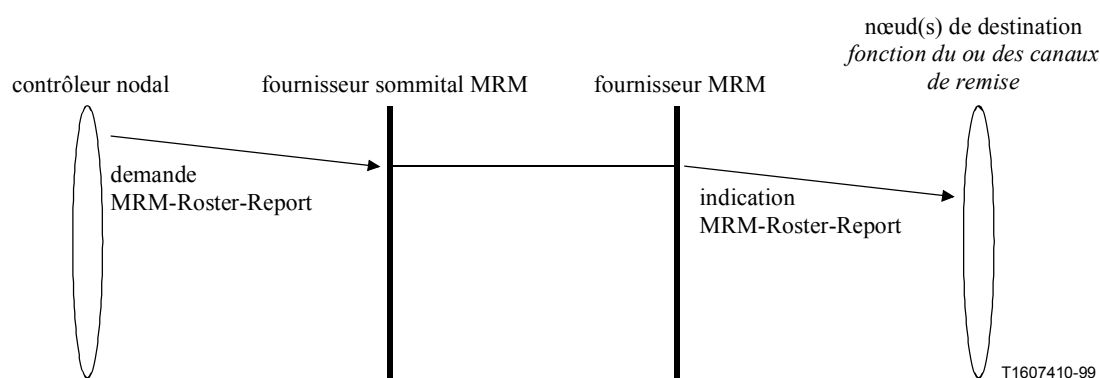 nœud(s) de destination
fonction du ou des canaux
de remise
contrôleur nodal
fournisseur sommital MRM
fournisseur MRM
demande
MRM-Roster-Report
indication
MRM-Roster-Report
T1607410-99